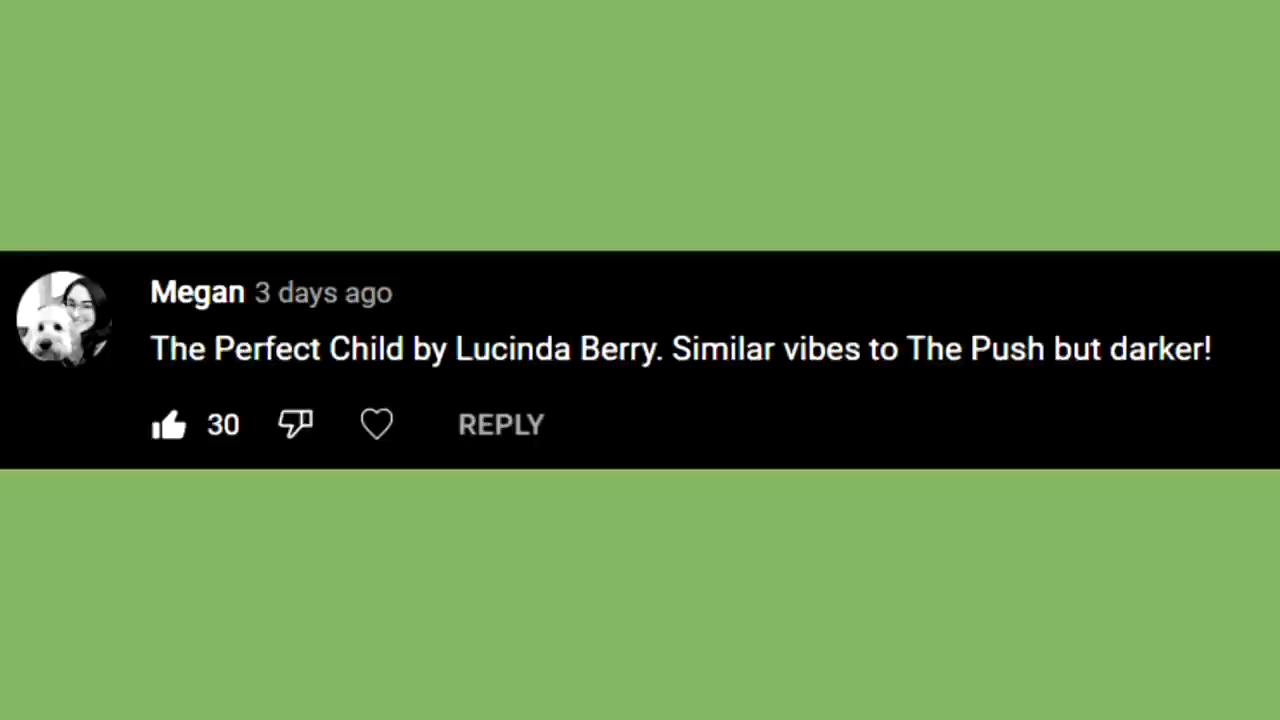 Megan 3 days ago
The Perfect Child by Lucinda Berry. Similar vibes to The Push but darker!
30 REPLY